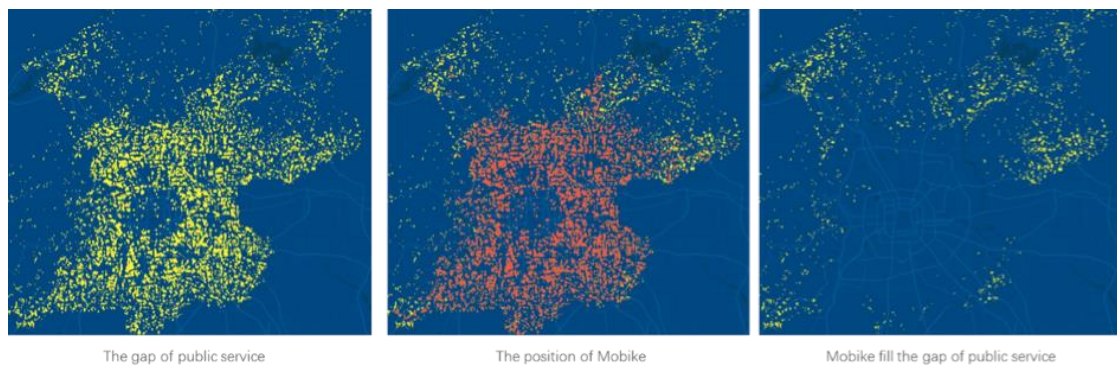 The gap of public service
The position of Mobike
Mobike fill the gap of public service